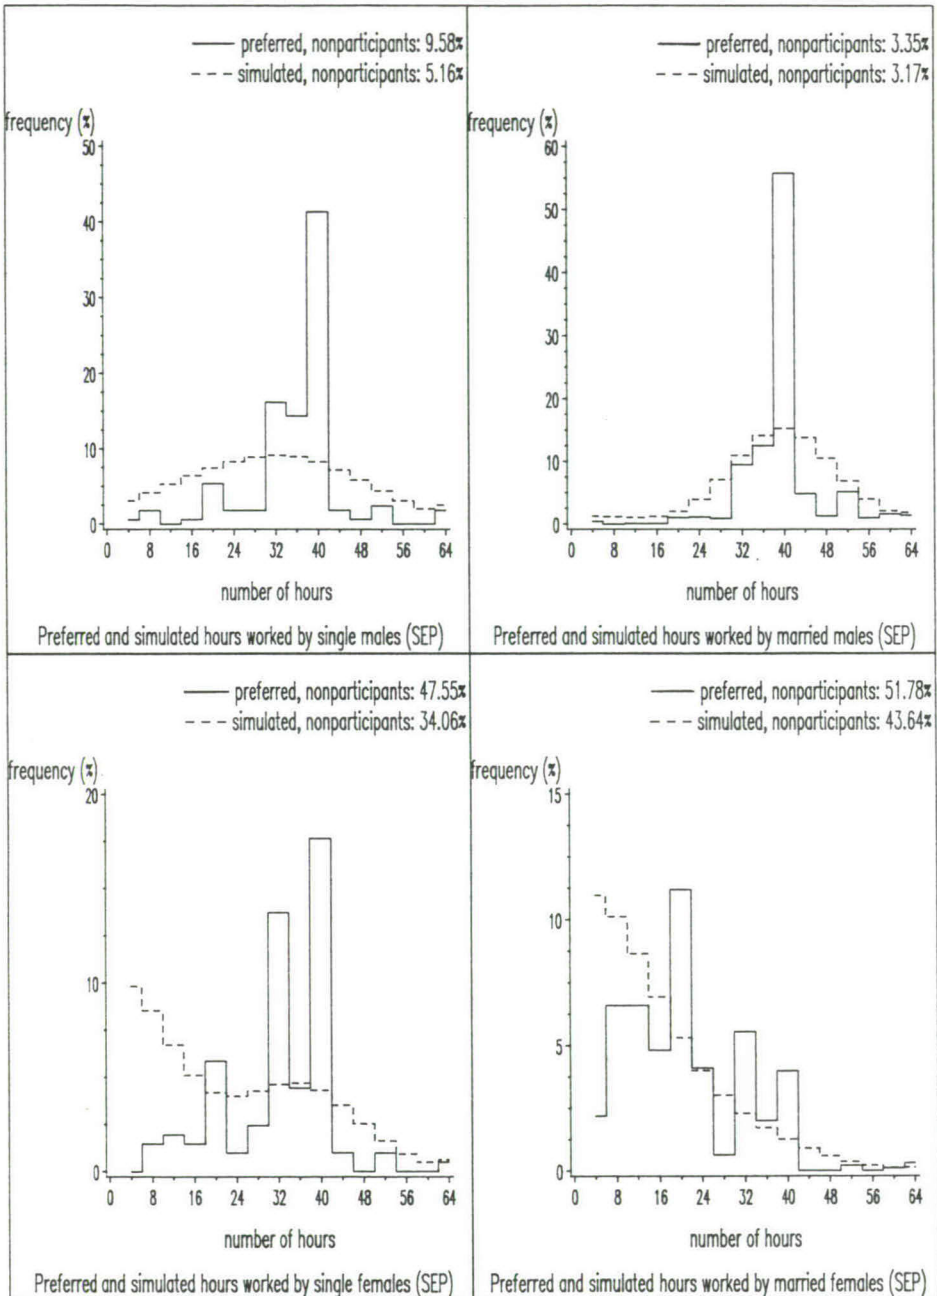 preferred, nonparticipants: 9.58%
simulated, nonparticipants: 5.16%
frequency (%)
50
40
30
20
10
0
0 8 16 24 32 40 48 56 64
number of hours
Preferred and simulated hours worked by single males (SEP)
preferred, nonparticipants: 3.35%
simulated, nonparticipants: 3.17%
frequency (%)
60
50
40
30
20
10
0
0 8 16 24 32 40 48 56 64
number of hours
Preferred and simulated hours worked by married males (SEP)
preferred, nonparticipants: 47.55%
simulated, nonparticipants: 34.06%
frequency (%)
20
10
0
0 8 16 24 32 40 48 56 64
number of hours
Preferred and simulated hours worked by single females (SEP)
preferred, nonparticipants: 51.78%
simulated, nonparticipants: 43.64%
frequency (%)
15
10
5
0
0 8 16 24 32 40 48 56 64
number of hours
Preferred and simulated hours worked by married females (SEP)